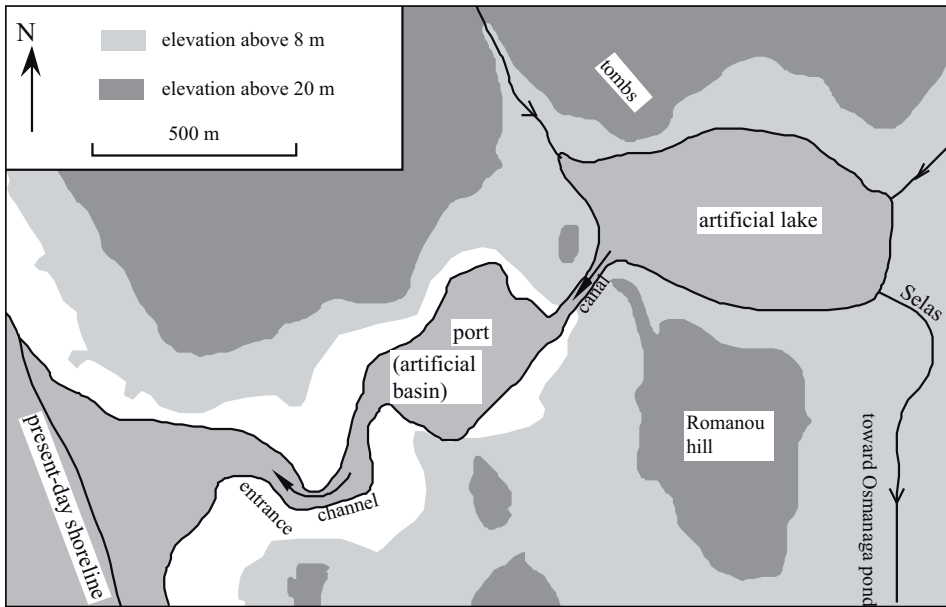 N
elevation above 8 m
elevation above 20 m
500 m
tombs
artificial lake
canal
Selas
port
(artificial
basin)
Romanou
hill
present-day shoreline
entrance
channel
toward Osmanaga pond